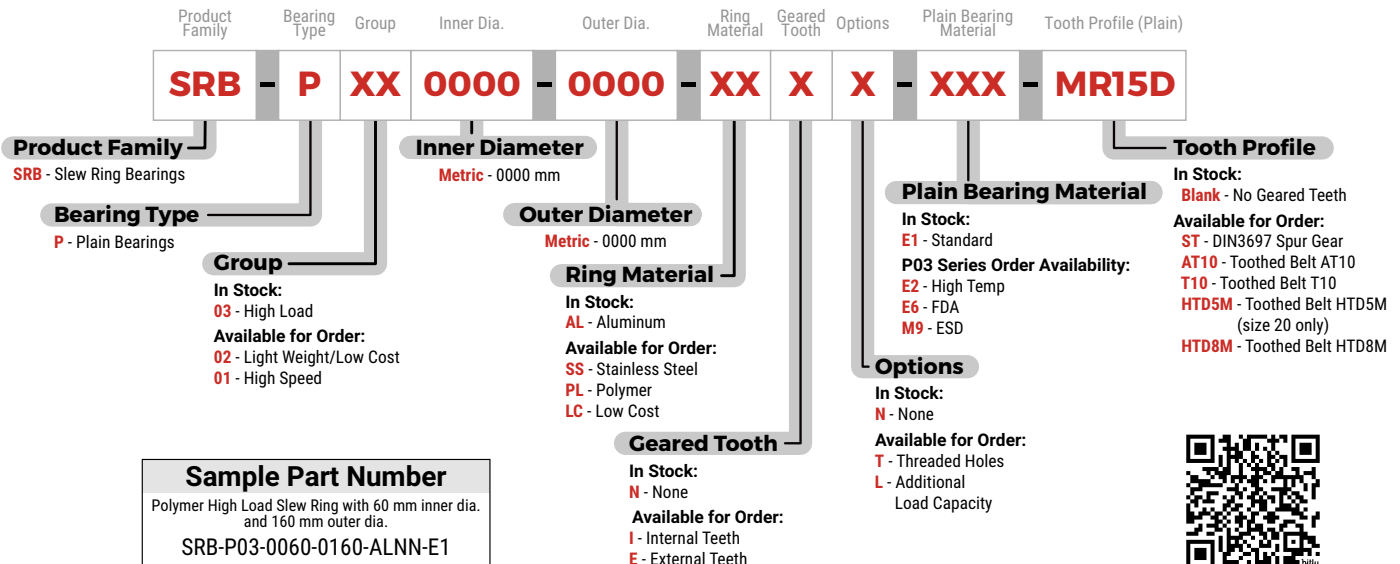 Product
Family
Bearing
Type
Group
Inner Dia.
Outer Dia.
Ring
Material
Geared
Tooth
Options
Plain Bearing
Material
Tooth Profile (Plain)
SRB - P XX 0000 - 0000 - XX X X - XXX - MR15D
Product Family
SRB - Slew Ring Bearings
Bearing Type
P - Plain Bearings
Group
In Stock:
03 - High Load
Available for Order:
02 - Light Weight/Low Cost
01 - High Speed
Inner Diameter
Metric - 0000 mm
Outer Diameter
Metric - 0000 mm
Ring Material
In Stock:
AL - Aluminum
Available for Order:
SS - Stainless Steel
PL - Polymer
LC - Low Cost
Geared Tooth
In Stock:
N - None
Available for Order:
I - Internal Teeth
E - External Teeth
Options
In Stock:
N - None
Available for Order:
T - Threaded Holes
L - Additional
Load Capacity
Plain Bearing Material
In Stock:
E1 - Standard
P03 Series Order Availability:
E2 - High Temp
E6 - FDA
M9 - ESD
Tooth Profile
In Stock:
Blank - No Geared Teeth
Available for Order:
ST - DIN3697 Spur Gear
AT10 - Toothed Belt AT10
T10 - Toothed Belt T10
HTD5M - Toothed Belt HTD5M
(size 20 only)
HTD8M - Toothed Belt HTD8M
Sample Part Number
Polymer High Load Slew Ring with 60 mm inner dia.
and 160 mm outer dia.
SRB-P03-0060-0160-ALNN-E1